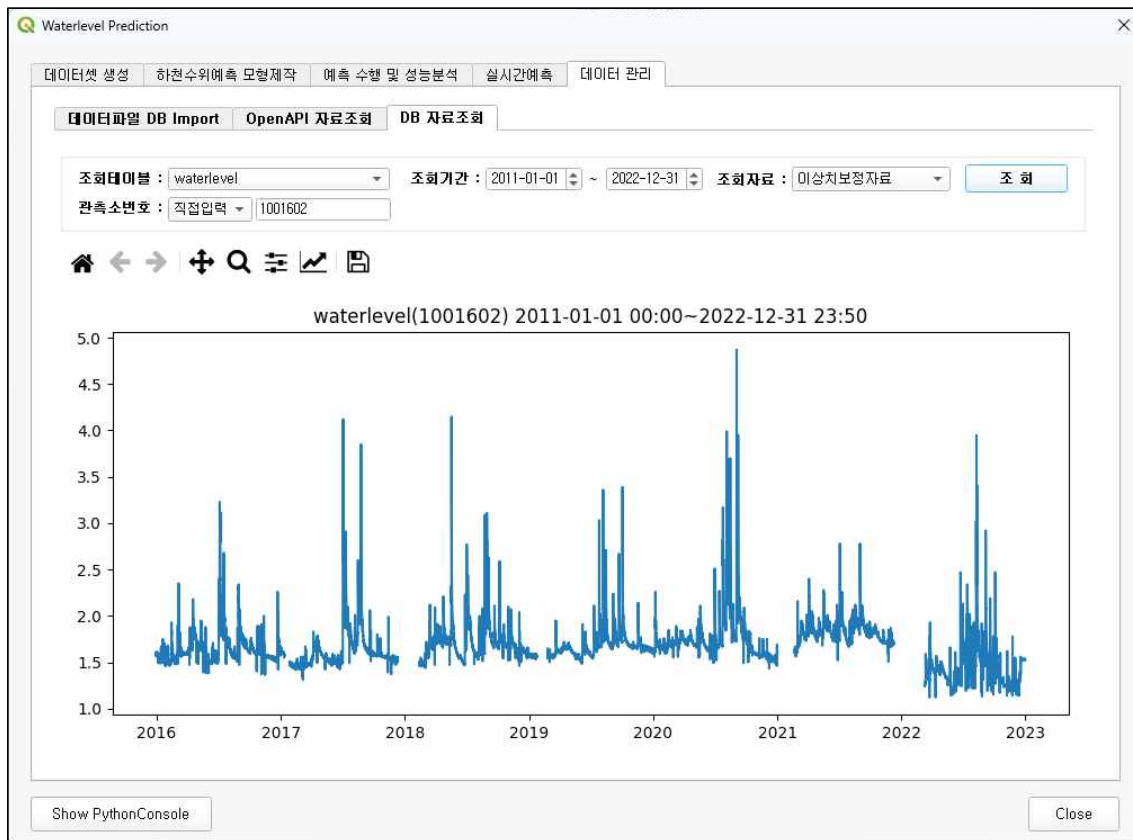 Waterlevel Prediction
데이터셋 생성 하천수위예측 모형제작 예측 수행 및 성능분석 실시간예측 데이터 관리
데이터파일 DB Import OpenAPI 자료조회 DB 자료조회
조회테이블 : waterlevel 조회기간 : 2011-01-01 ~ 2022-12-31 조회자료 : 이상치보정자료 조 회
관측소번호 : 직접입력 1001602
waterlevel(1001602) 2011-01-01 00:00~2022-12-31 23:50
5.0
4.5
4.0
3.5
3.0
2.5
2.0
1.5
1.0
2016 2017 2018 2019 2020 2021 2022 2023
Show PythonConsole Close